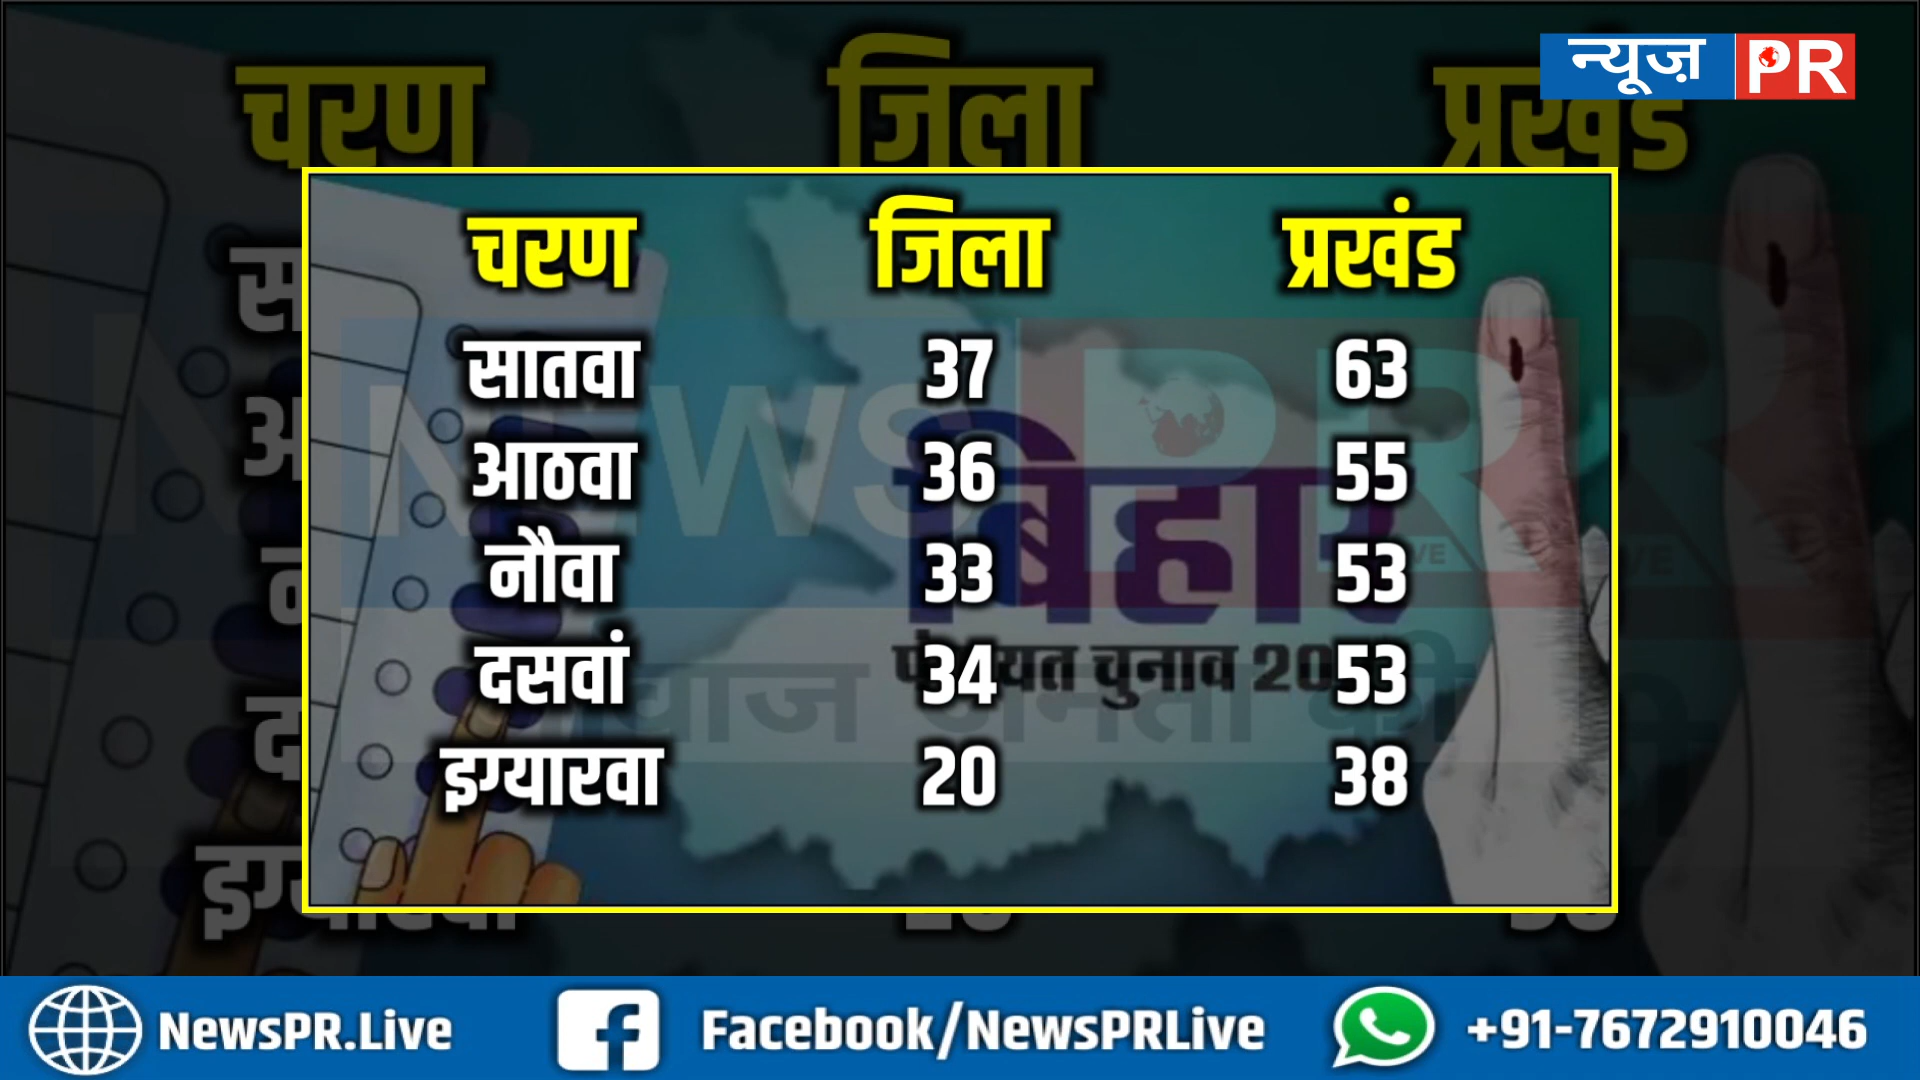 न्यूज़ PR
चरण जिला प्रखंड
सातवा 37 63
आठवा 36 55
नौवा 33 53
दसवां 34 53
इग्यारवा 20 38
बिहार
चुनाव
NewsPR.Live Facebook/NewsPRLive +91-7672910046